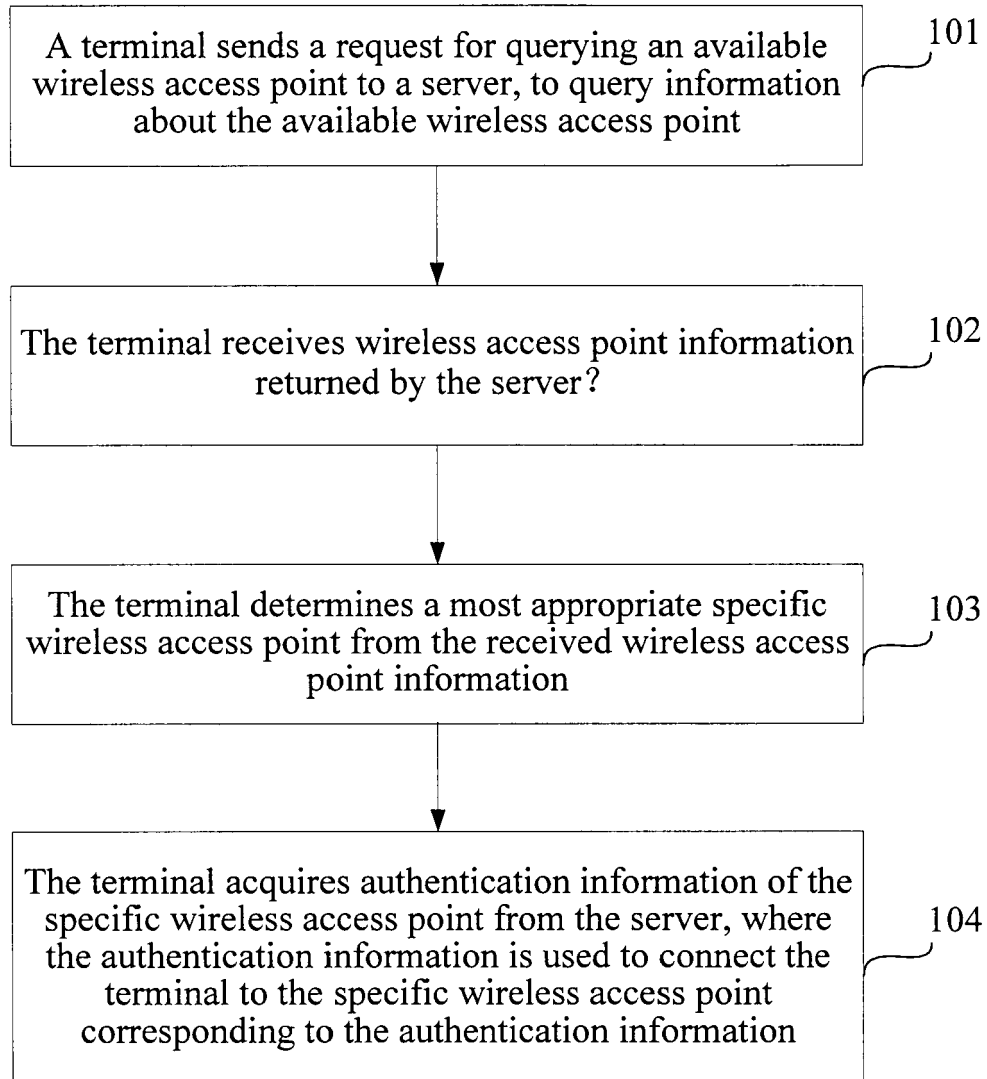 A terminal sends a request for querying an available
wireless access point to a server, to query information
about the available wireless access point
101
The terminal receives wireless access point information
returned by the server?
102
The terminal determines a most appropriate specific
wireless access point from the received wireless access
point information
103
The terminal acquires authentication information of the
specific wireless access point from the server, where
the authentication information is used to connect the
terminal to the specific wireless access point
corresponding to the authentication information
104